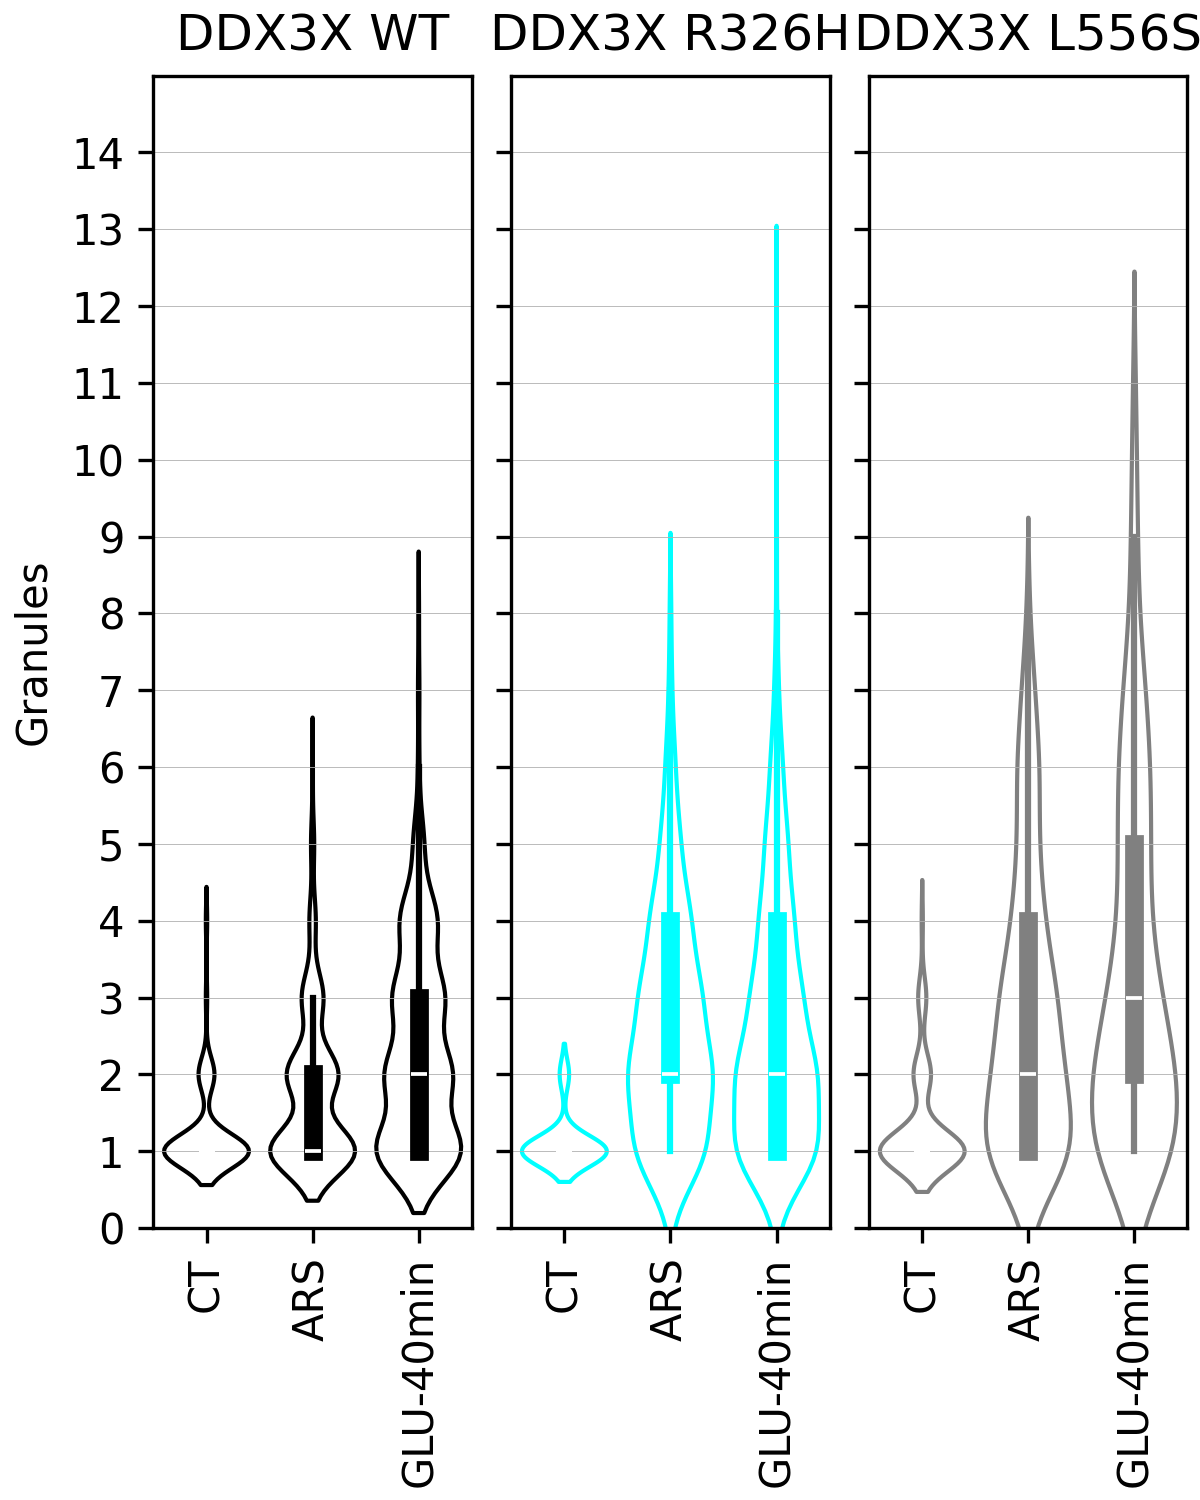 DDX3X WT
DDX3X R326H
DDX3X L556S
Granules
14
13
12
11
10
9
8
7
6
5
4
3
2
1
0
CT
ARS
GLU-40min
CT
ARS
GLU-40min
CT
ARS
GLU-40min